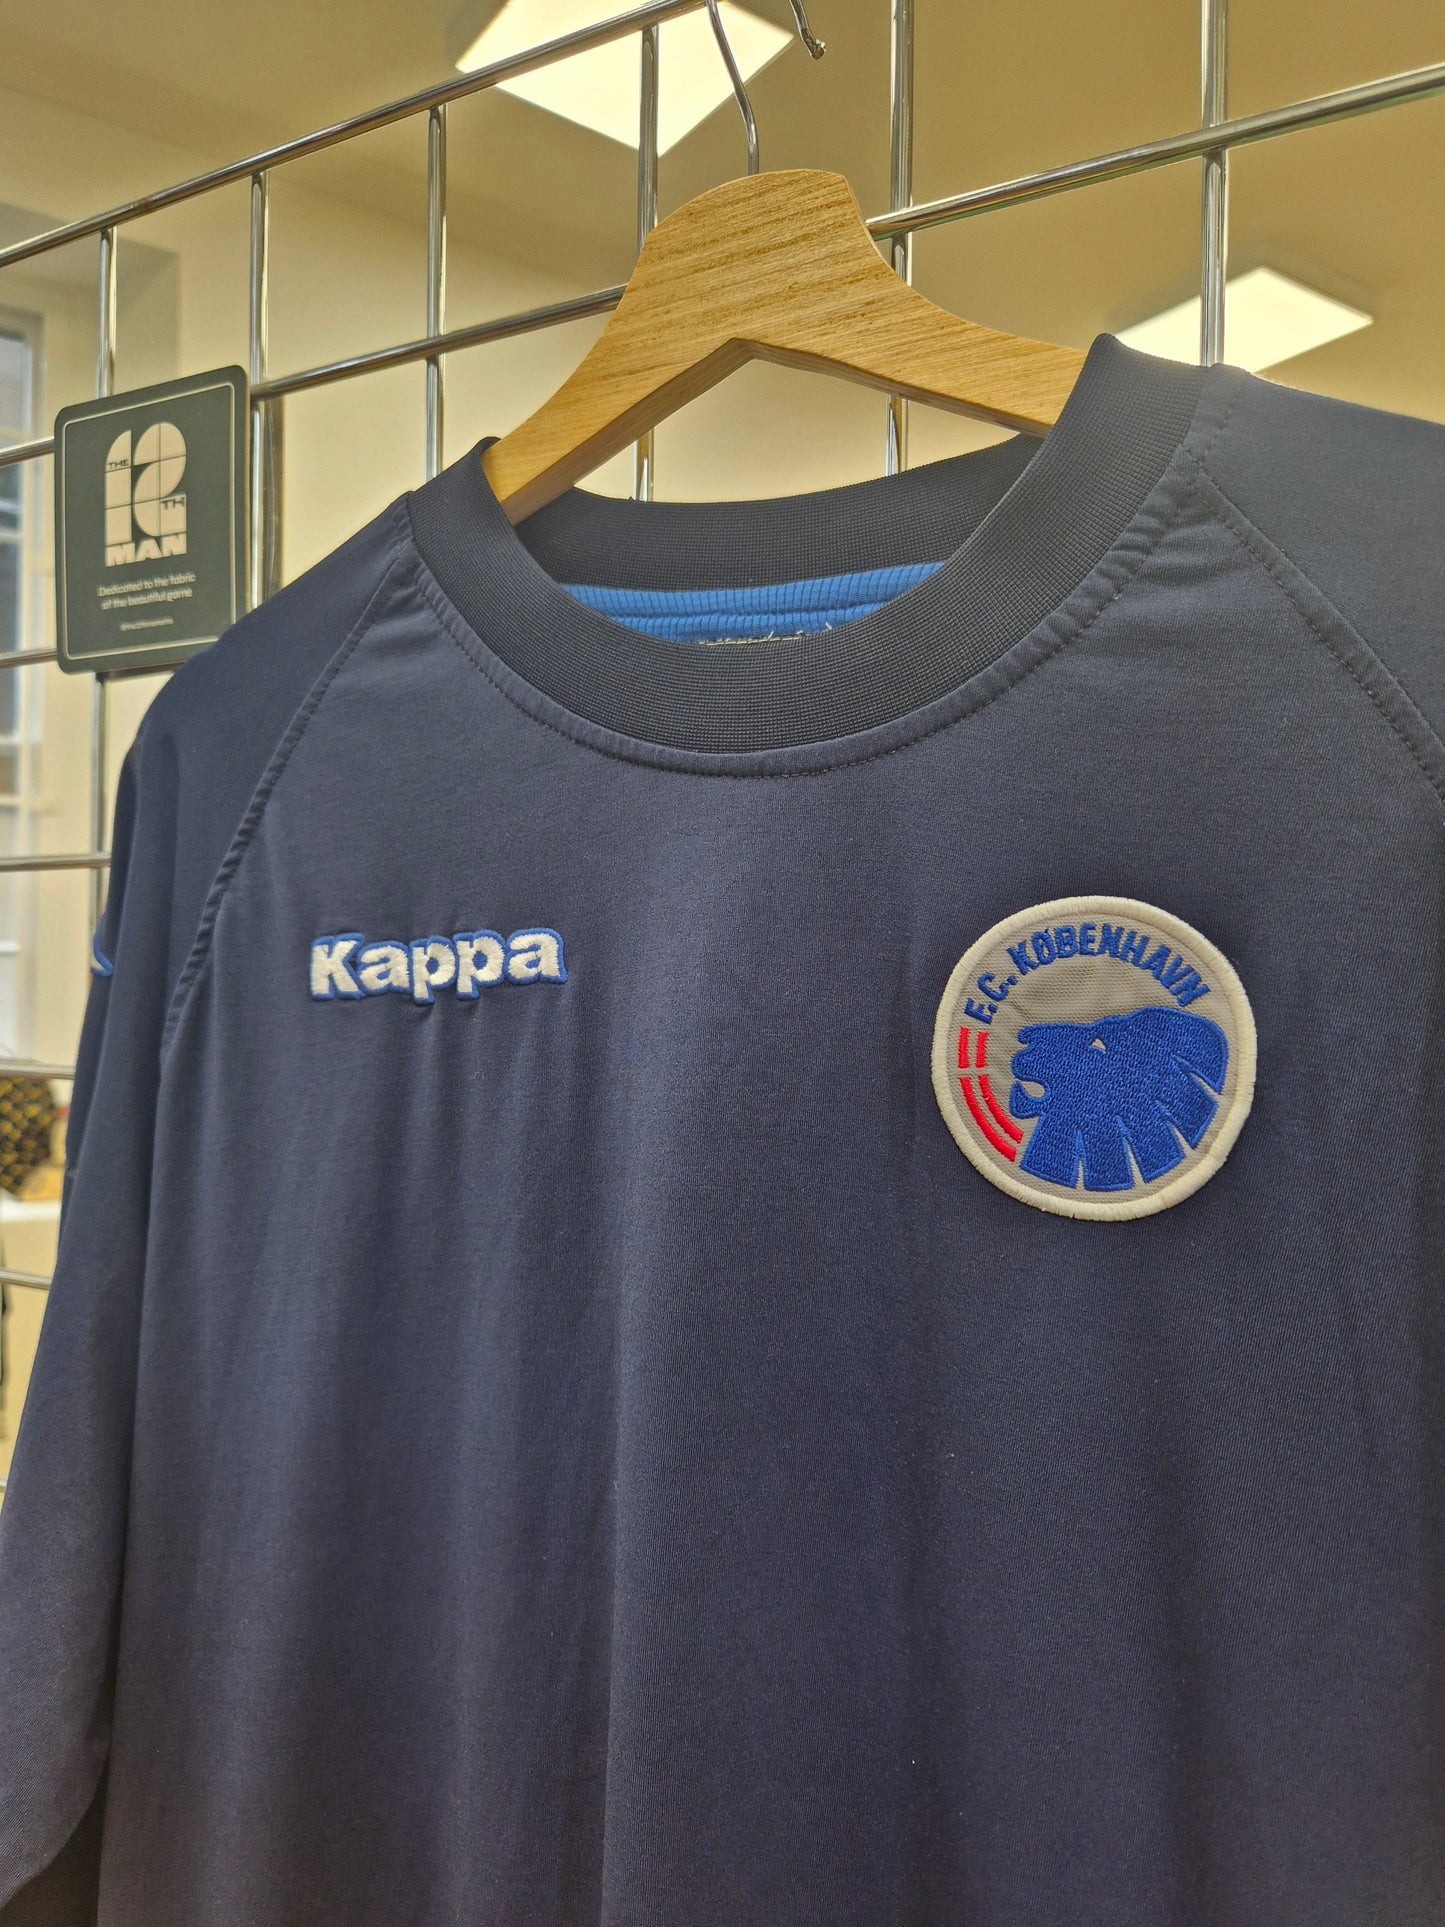 THE
12
TH
MAN
Dedicated to the fabric
of the beautiful game
Kappa
F.C. KØBENHAVN